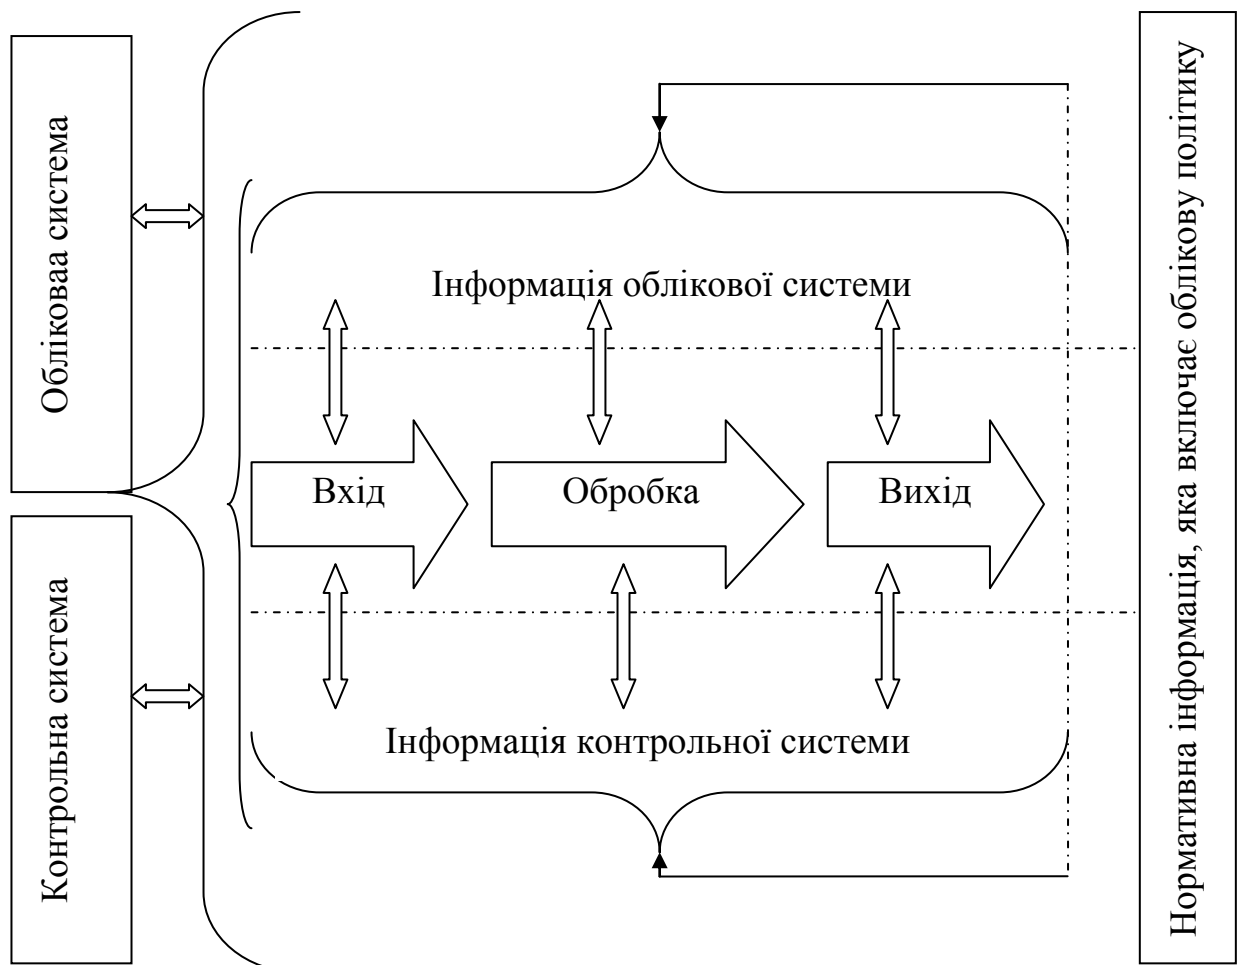 Обліковаа система
Контрольна система
Інформація облікової системи
Вхід
Обробка
Вихід
Інформація контрольної системи
Нормативна інформація, яка включає облікову політику